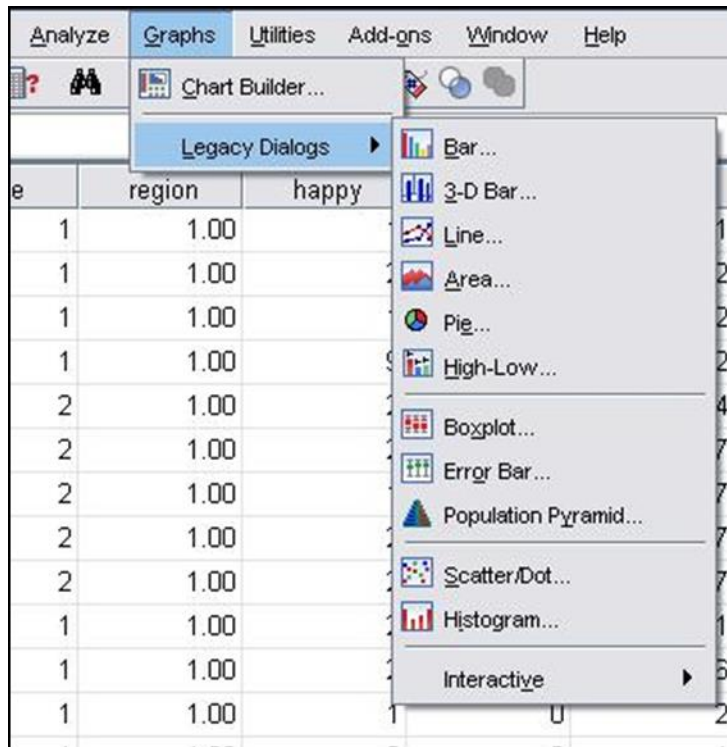 Analyze Graphs Utilities Add-ons Window Help
Chart Builder...
Legacy Dialogs
Bar...
3-D Bar...
Line...
Area...
Pie...
High-Low...
Boxplot...
Error Bar...
Population Pyramid...
Scatter/Dot...
Histogram...
Interactive
region happy
1 1.00
1 1.00
1 1.00
1 1.00
2 1.00
2 1.00
2 1.00
2 1.00
2 1.00
1 1.00
1 1.00
1 1.00 1 0 2